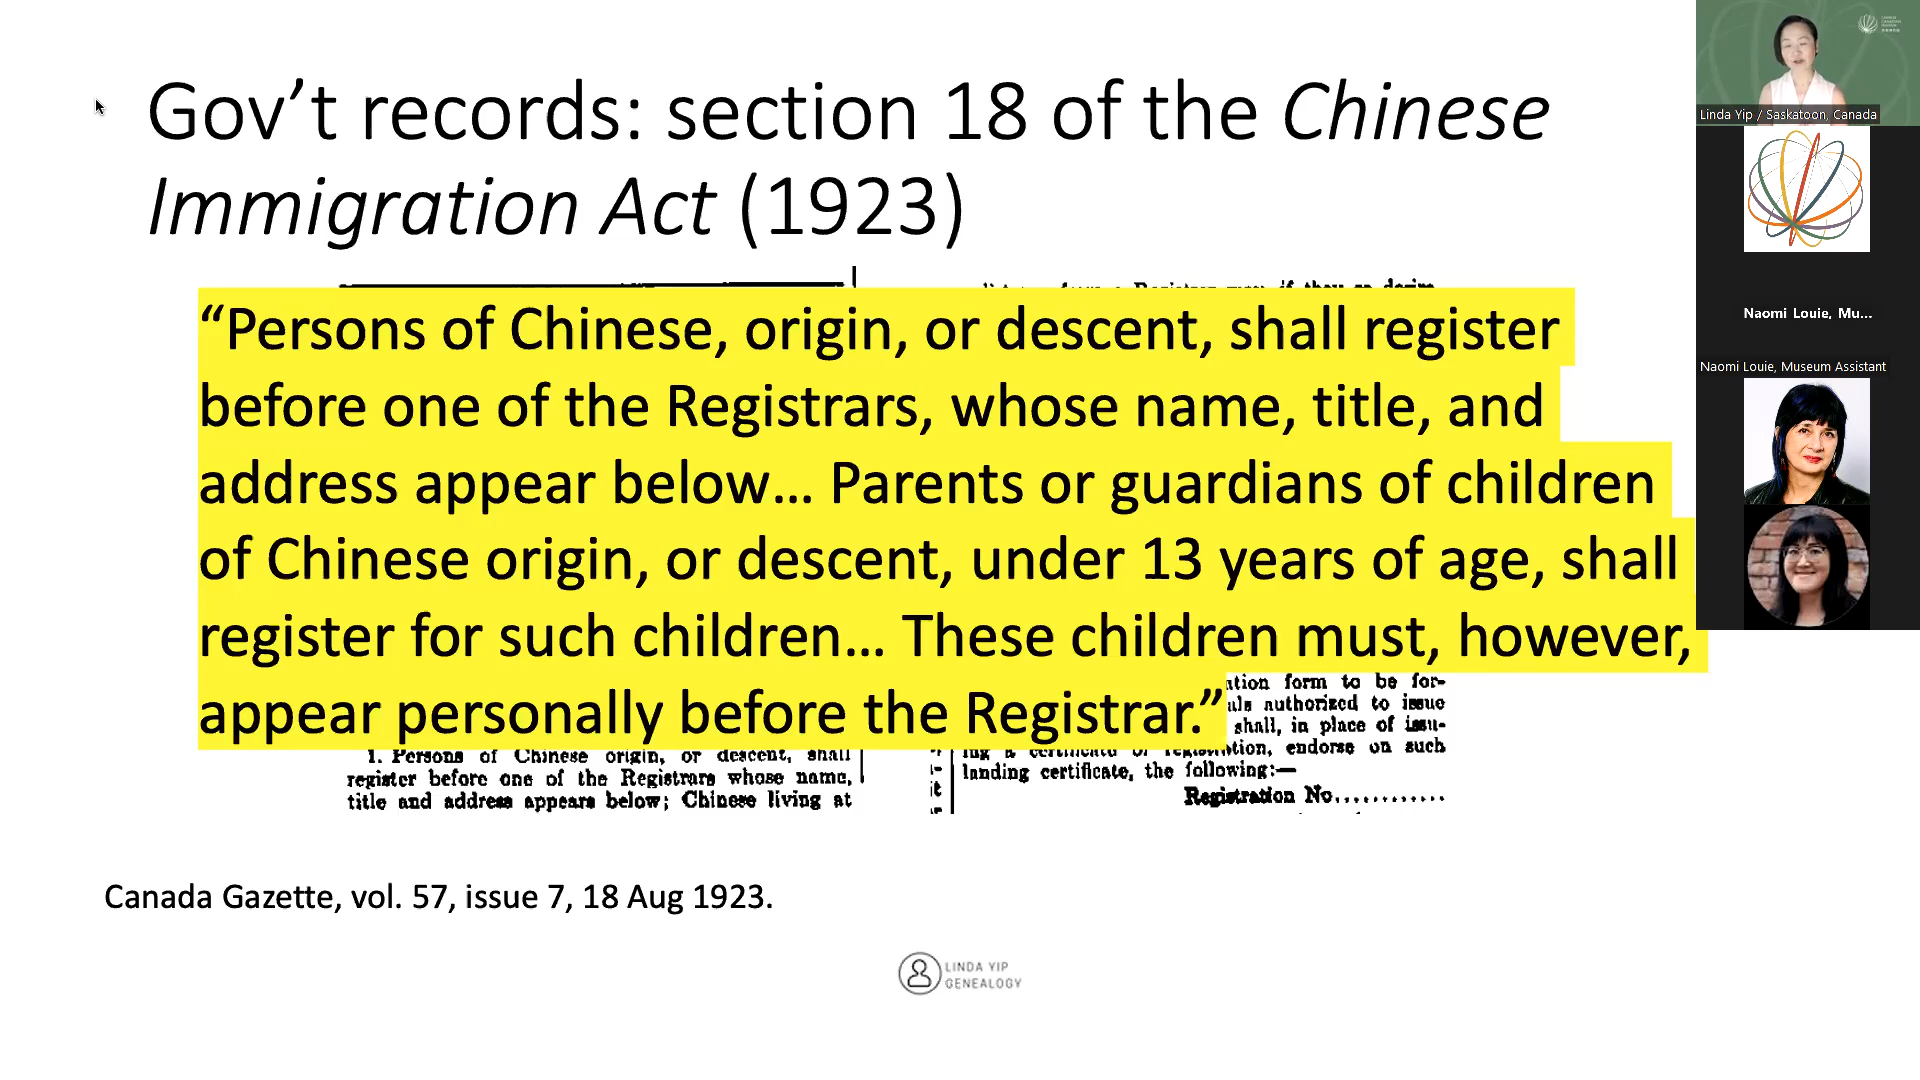 Gov’t records: section 18 of the Chinese
Immigration Act (1923)
“Persons of Chinese, origin, or descent, shall register
before one of the Registrars, whose name, title, and
address appear below... Parents or guardians of children
of Chinese origin, or descent, under 13 years of age, shall
register for such children... These children must, however,
appear personally before the Registrar.”
1. Persons of Chinese origin, or descent, shall
register before one of the Registrars whose name,
title and address appears below; Chinese living at
form to be for-
authorized to issue
shall, in place of issu-
ing a certificate of registration, endorse on such
landing certificate, the following:—
Registration No............
Canada Gazette, vol. 57, issue 7, 18 Aug 1923.
LINDA YIP
GENEALOGY
Linda Yip / Saskatoon, Canada
Naomi Louie, Mu...
Naomi Louie, Museum Assistant